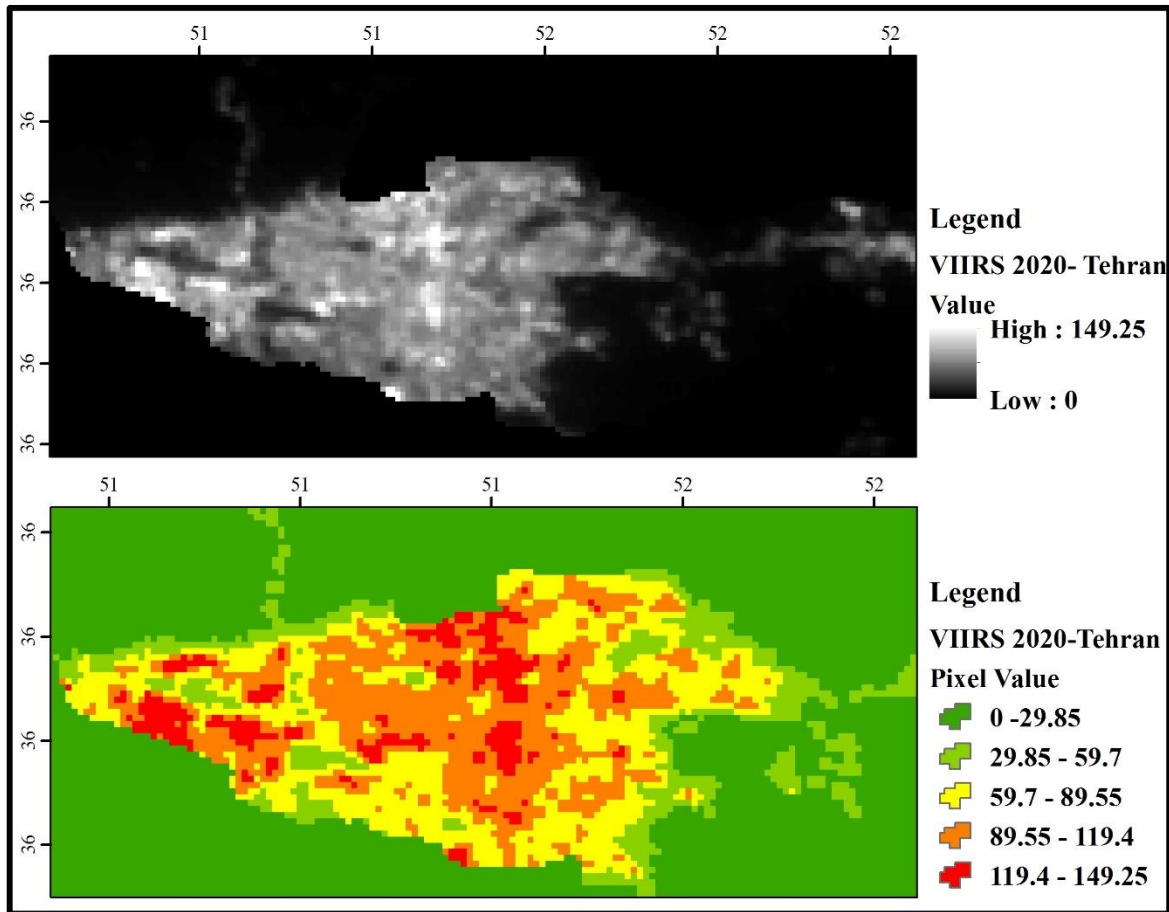 51 51 52 52 52
36
36
36
36
36
Legend
VIIRS 2020- Tehran
Value
High : 149.25
Low : 0
51 51 51 52 52
36
36
36
36
Legend
VIIRS 2020-Tehran
Pixel Value
0 -29.85
29.85 - 59.7
59.7 - 89.55
89.55 - 119.4
119.4 - 149.25